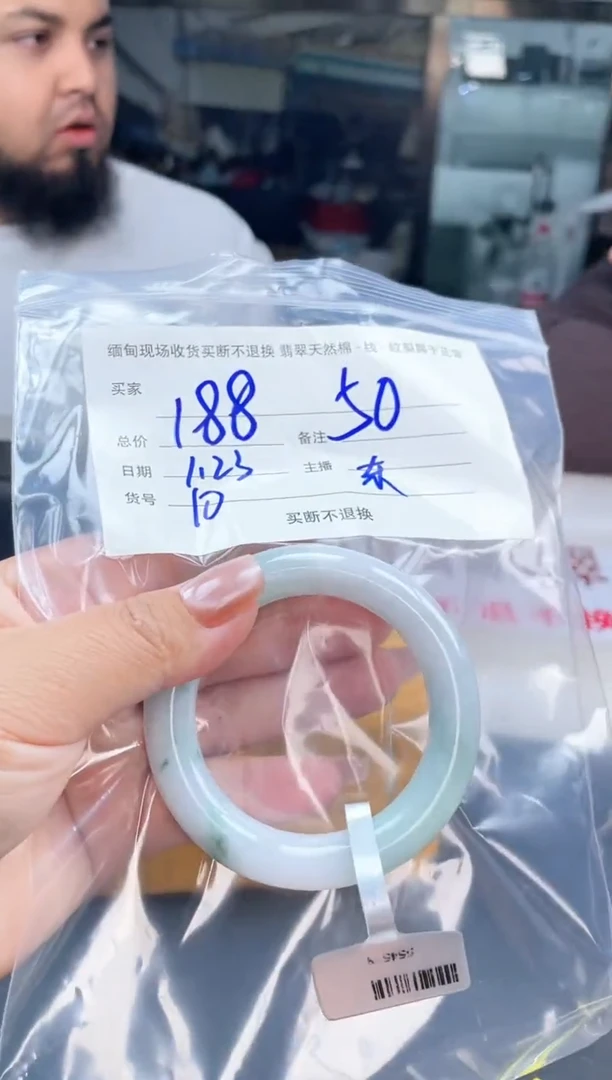 缅甸现场收货买断不退换 翡翠天然棉、线 纹裂属于正常
买家
总价 188 备注 50
日期 1.23 主播 东
货号 10
买断不退换